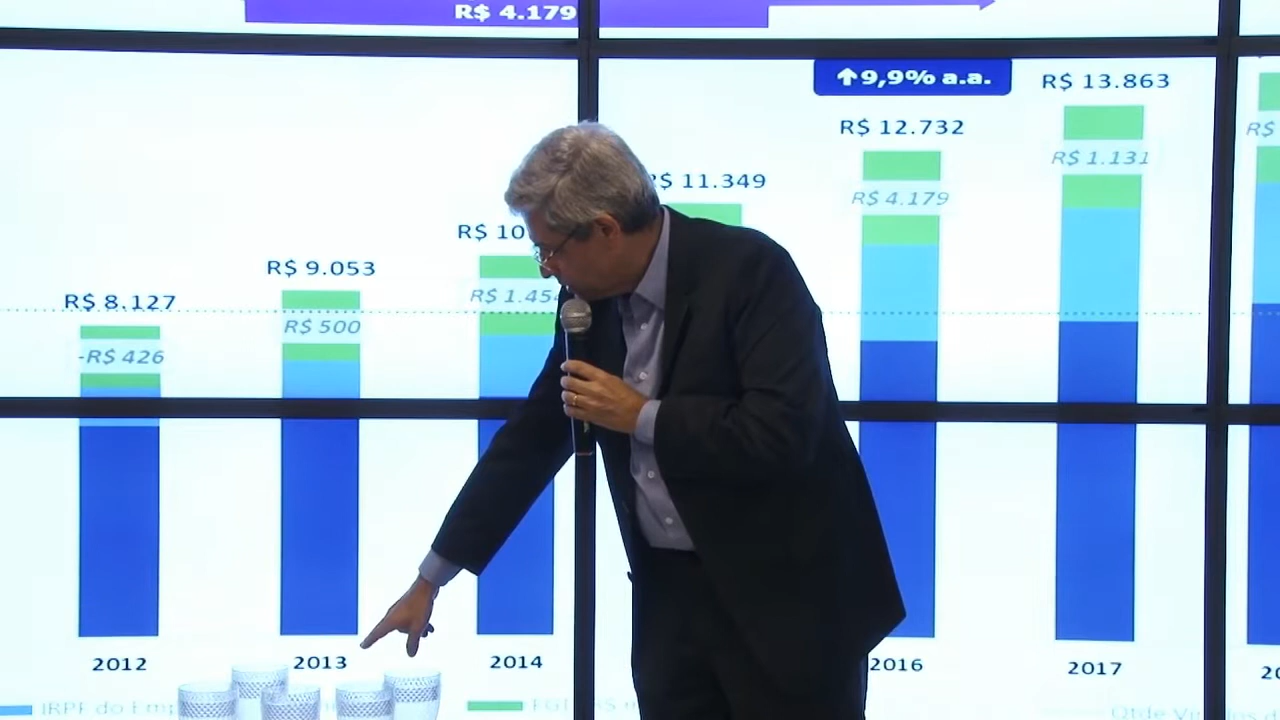 R$ 4.179
↑9,9% a.a.
R$ 13.863
R$ 12.732
R$ 11.349
R$
R$ 1.131
R$ 4.179
R$ 10
R$ 9.053
R$ 8.127
R$ 1.454
R$ 500
-R$ 426
2012 2013 2014 2016 2017
IRPF do